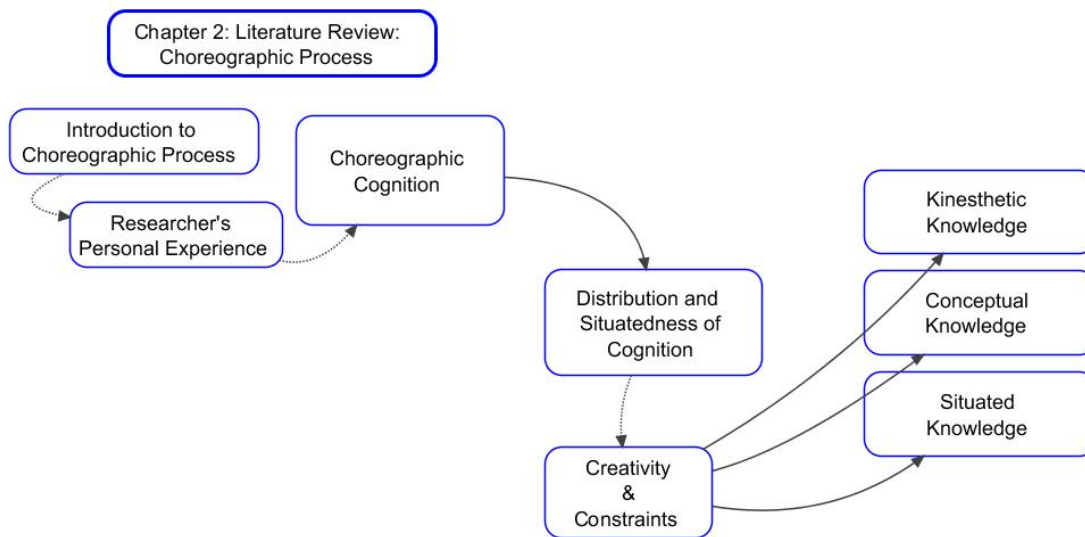 Chapter 2: Literature Review:
Choreographic Process
Introduction to
Choreographic Process
Researcher's
Personal Experience
Choreographic
Cognition
Distribution and
Situatedness of
Cognition
Creativity
&
Constraints
Kinesthetic
Knowledge
Conceptual
Knowledge
Situated
Knowledge